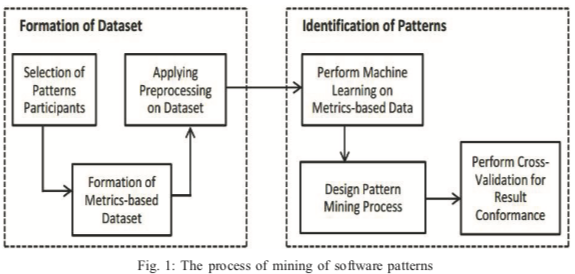 Formation of Dataset
Selection of
Patterns
Participants
Formation of
Metrics-based
Dataset
Applying
Preprocessing
on Dataset
Identification of Patterns
Perform Machine
Learning on
Metrics-based Data
Design Pattern
Mining Process
Perform Cross-
Validation for
Result
Conformance
Fig. 1: The process of mining of software patterns